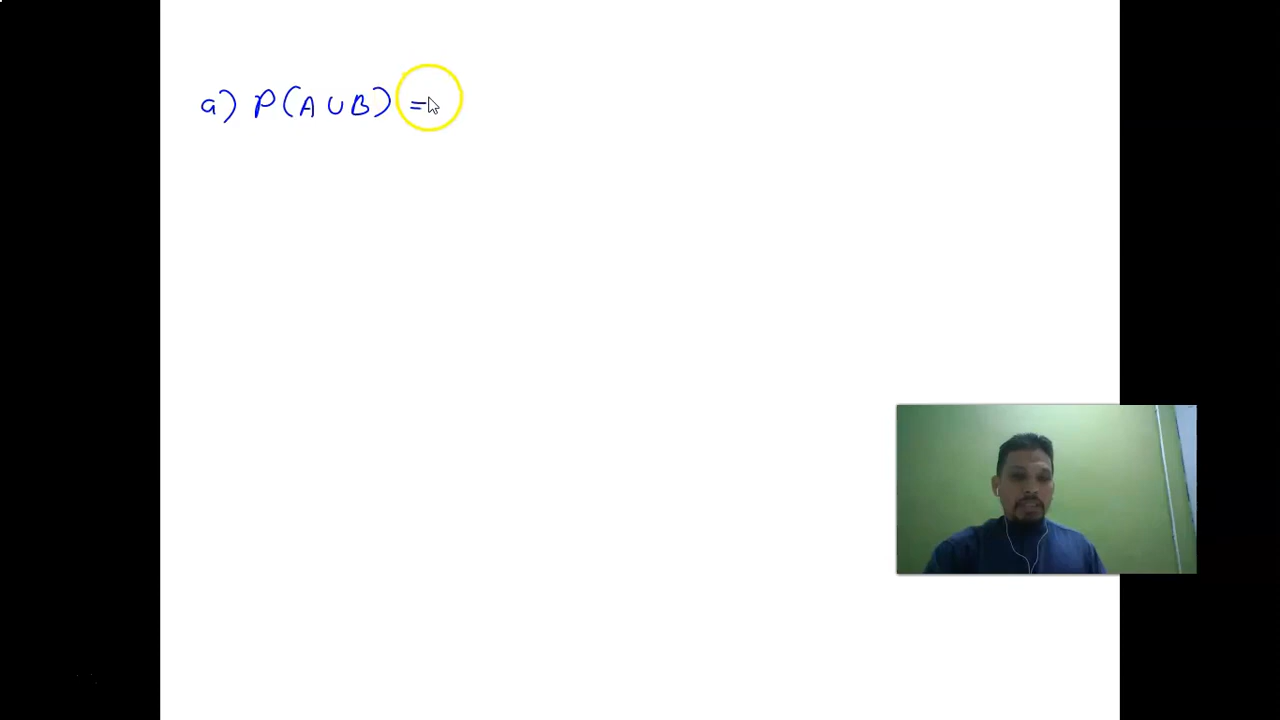 a) P(A ∪ B) =